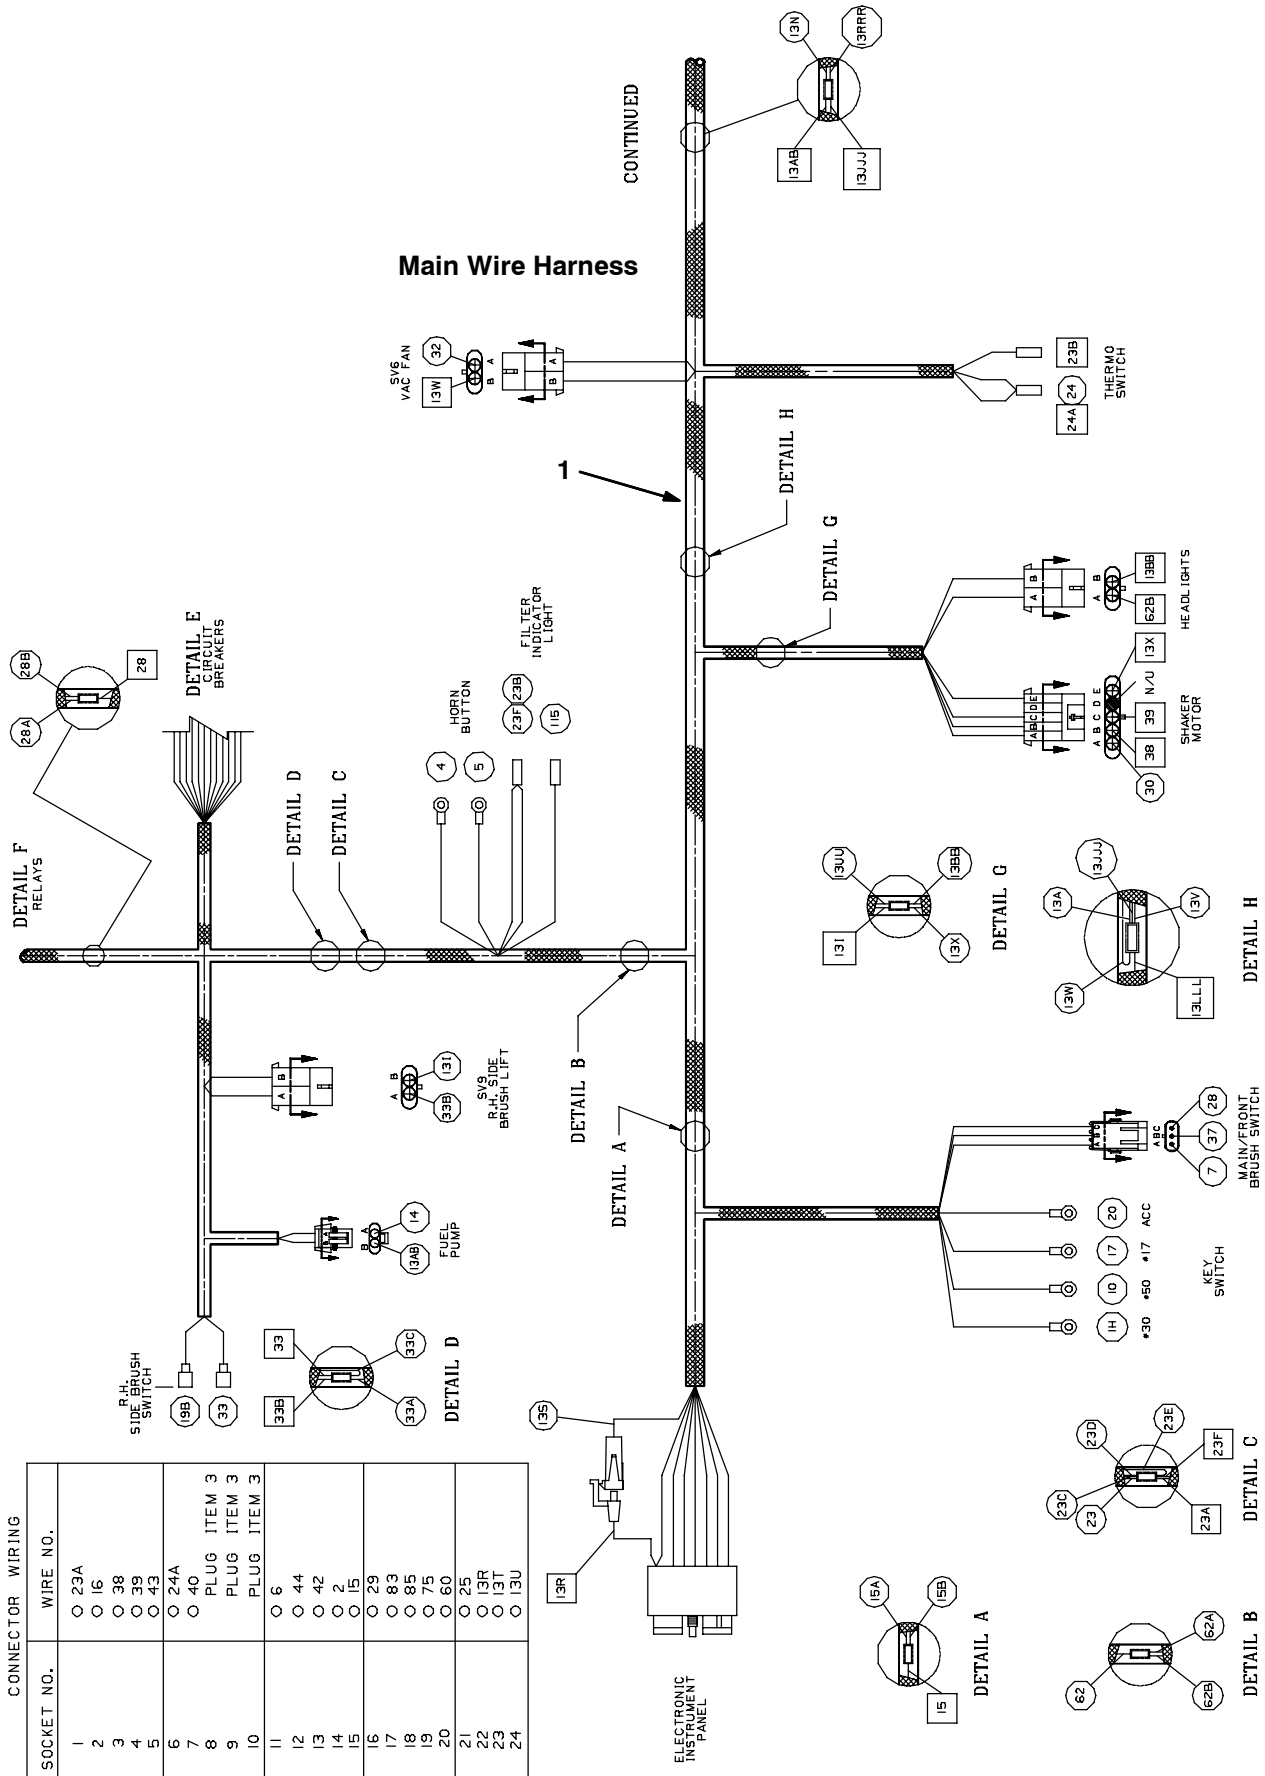 Main Wire Harness
CONTINUED
13N
13RRR
13AB
13JJJ
SV6
VAC FAN
32
13W
A
B
A
B
23B
24
24A
THERMO
SWITCH
1
DETAIL H
DETAIL G
28B
28A
28
DETAIL E
CIRCUIT
BREAKERS
DETAIL F
RELAYS
DETAIL D
DETAIL C
HORN
BUTTON
4
5
FILTER
INDICATOR
LIGHT
23B
23F
115
A B
A B
13BB
62B
HEADLIGHTS
A B C D E
A B C D E
13X
N/U
39
38
30
SHAKER
MOTOR
13UU
13BB
13I
13X
DETAIL G
13JJJ
13A
13V
13W
13LLL
DETAIL H
A B
A B
13I
33B
SV9
R.H. SIDE
BRUSH LIFT
DETAIL B
DETAIL A
A
B
14
13AB
FUEL
PUMP
R.H.
SIDE BRUSH
SWITCH
19B
33
33
33C
33B
33A
DETAIL D
A B C
A B C
28
37
7
MAIN/FRONT
BRUSH SWITCH
20 ACC
17 #17
10 #50
1H #30
KEY
SWITCH
13S
13R
ELECTRONIC
INSTRUMENT
PANEL
23D
23E
23C
23
23F
23A
DETAIL C
15A
15B
15
DETAIL A
62
62A
62B
DETAIL B
CONNECTOR WIRING
SOCKET NO. WIRE NO.
1 23A
2 16
3 38
4 39
5 43
6 24A
7 40
8 PLUG ITEM 3
9 PLUG ITEM 3
10 PLUG ITEM 3
11 6
12 44
13 42
14 2
15 15
16 29
17 83
18 85
19 75
20 60
21 25
22 13R
23 13T
24 13U